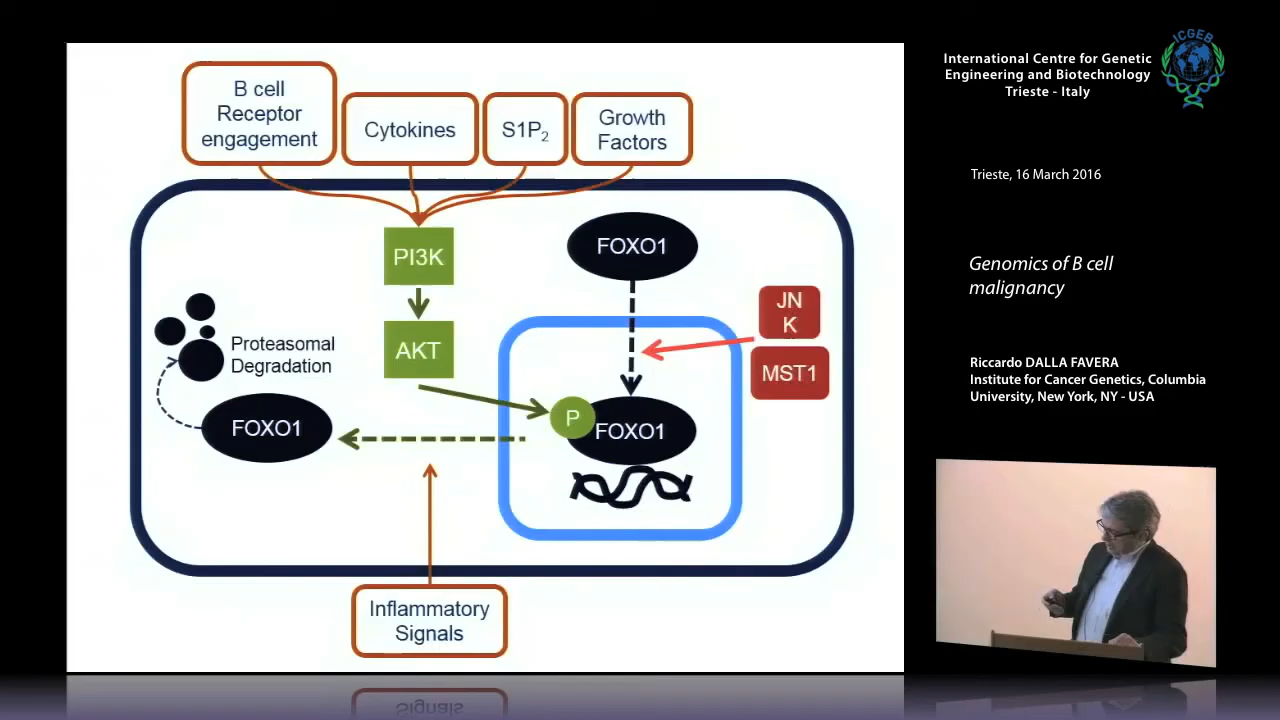 B cell
Receptor
engagement
Cytokines
S1P2
Growth
Factors
PI3K
FOXO1
JN
K
AKT
MST1
Proteasomal
Degradation
P
FOXO1
FOXO1
Inflammatory
Signals
Signals
ICGEB
International Centre for Genetic
Engineering and Biotechnology
Trieste - Italy
Trieste, 16 March 2016
Genomics of B cell
malignancy
Riccardo DALLA FAVERA
Institute for Cancer Genetics, Columbia
University, New York, NY - USA